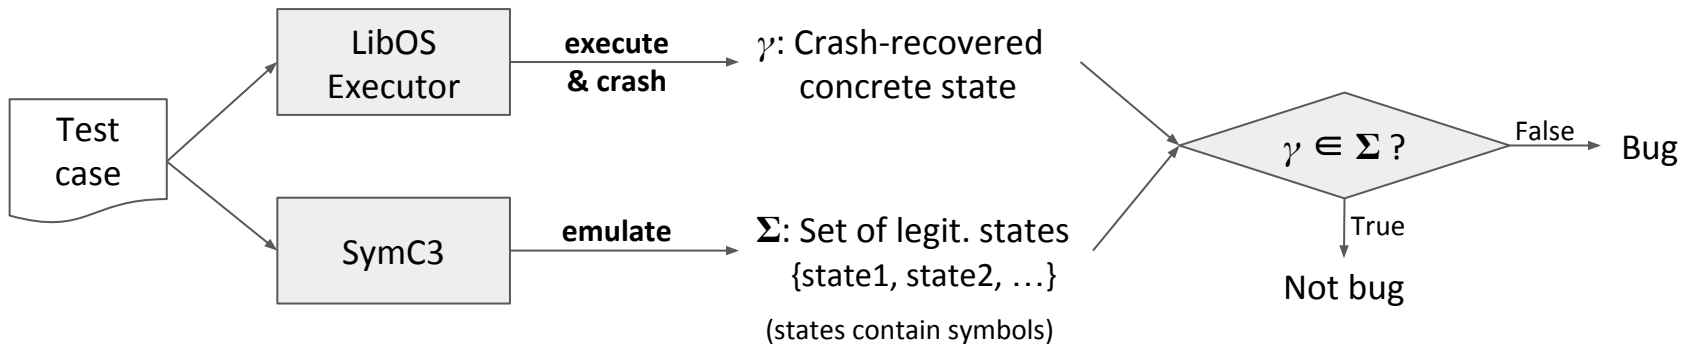 Test
case
LibOS
Executor
execute
& crash
γ: Crash-recovered
concrete state
SymC3
emulate
Σ: Set of legit. states
{state1, state2, …}
(states contain symbols)
γ ∈ Σ ?
False
Bug
True
Not bug